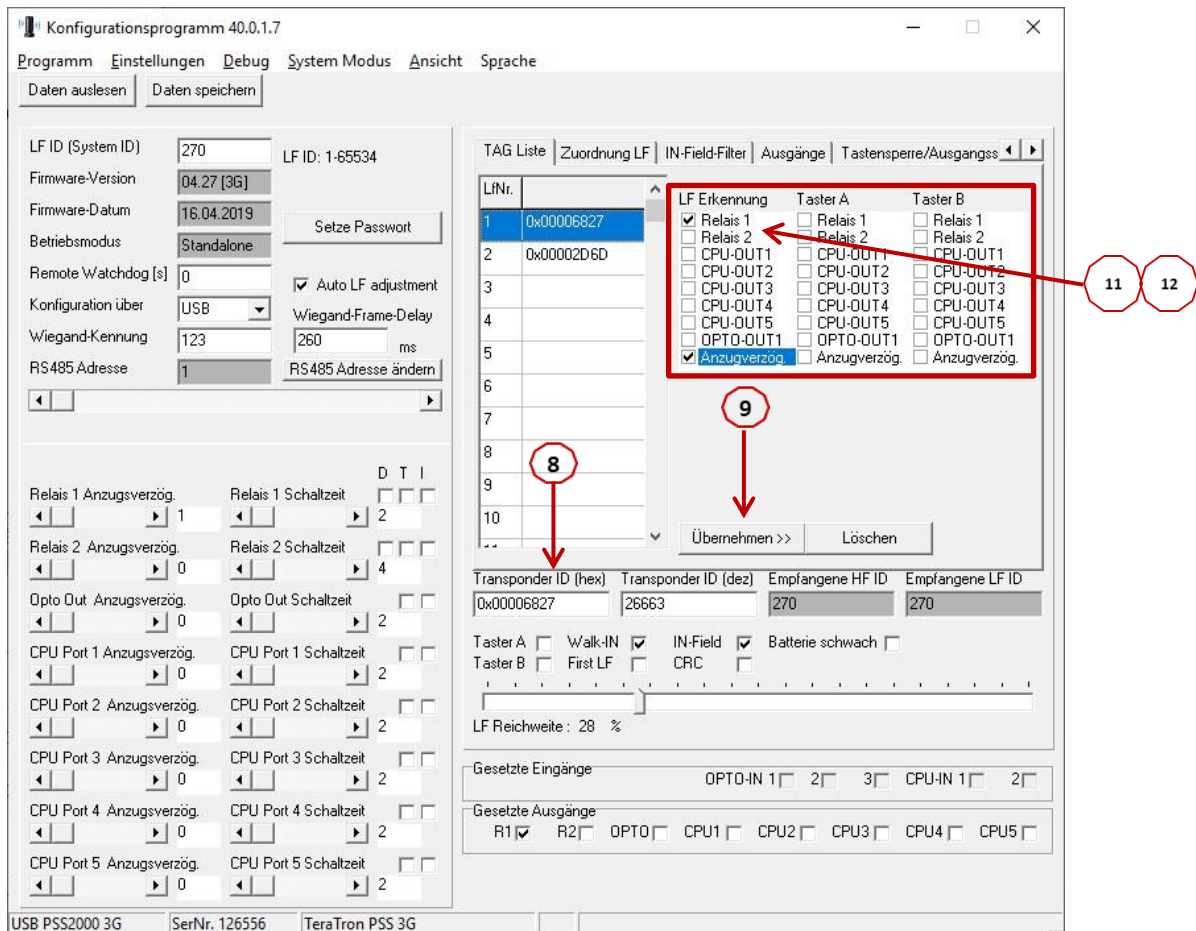 Konfigurationsprogramm 40.0.1.7
Programm Einstellungen Debug System Modus Ansicht Sprache
Daten auslesen Daten speichern
LF ID (System ID) 270 LF ID: 1-65534
Firmware-Version 04.27 [3G]
Firmware-Datum 16.04.2019 Setze Passwort
Betriebsmodus Standalone
Remote Watchdog [s] 0 Auto LF adjustment
Konfiguration über USB Wiegand-Frame-Delay
Wiegand-Kennung 123 260 ms
RS485 Adresse 1 RS485 Adresse ändern
D T I
Relais 1 Anzugsverzög. Relais 1 Schaltzeit
1 2
Relais 2 Anzugsverzög. Relais 2 Schaltzeit
0 4
Opto Out Anzugsverzög. Opto Out Schaltzeit
0 2
CPU Port 1 Anzugsverzög. CPU Port 1 Schaltzeit
0 2
CPU Port 2 Anzugsverzög. CPU Port 2 Schaltzeit
0 2
CPU Port 3 Anzugsverzög. CPU Port 3 Schaltzeit
0 2
CPU Port 4 Anzugsverzög. CPU Port 4 Schaltzeit
0 2
CPU Port 5 Anzugsverzög. CPU Port 5 Schaltzeit
0 2
TAG Liste Zuordnung LF IN-Field-Filter Ausgänge Tastensperre/Ausgangss
LfNr.
1 0x00006827
2 0x00002D6D
3
4
5
6
7
8
9
10
LF Erkennung Taster A Taster B
Relais 1 Relais 1 Relais 1
Relais 2 Relais 2 Relais 2
CPU-OUT1 CPU-OUT1 CPU-OUT1
CPU-OUT2 CPU-OUT2 CPU-OUT2
CPU-OUT3 CPU-OUT3 CPU-OUT3
CPU-OUT4 CPU-OUT4 CPU-OUT4
CPU-OUT5 CPU-OUT5 CPU-OUT5
OPTO-OUT1 OPTO-OUT1 OPTO-OUT1
Anzugverzög. Anzugverzög. Anzugverzög.
11 12
9
8
Übernehmen >> Löschen
Transponder ID (hex) Transponder ID (dez) Empfangene HF ID Empfangene LF ID
0x00006827 26663 270 270
Taster A Walk-IN IN-Field Batterie schwach
Taster B First LF CRC
LF Reichweite : 28 %
Gesetzte Eingänge OPTO-IN 1 2 3 CPU-IN 1 2
Gesetzte Ausgänge
R1 R2 OPTO CPU1 CPU2 CPU3 CPU4 CPU5
USB PSS2000 3G SerNr. 126556 TeraTron PSS 3G